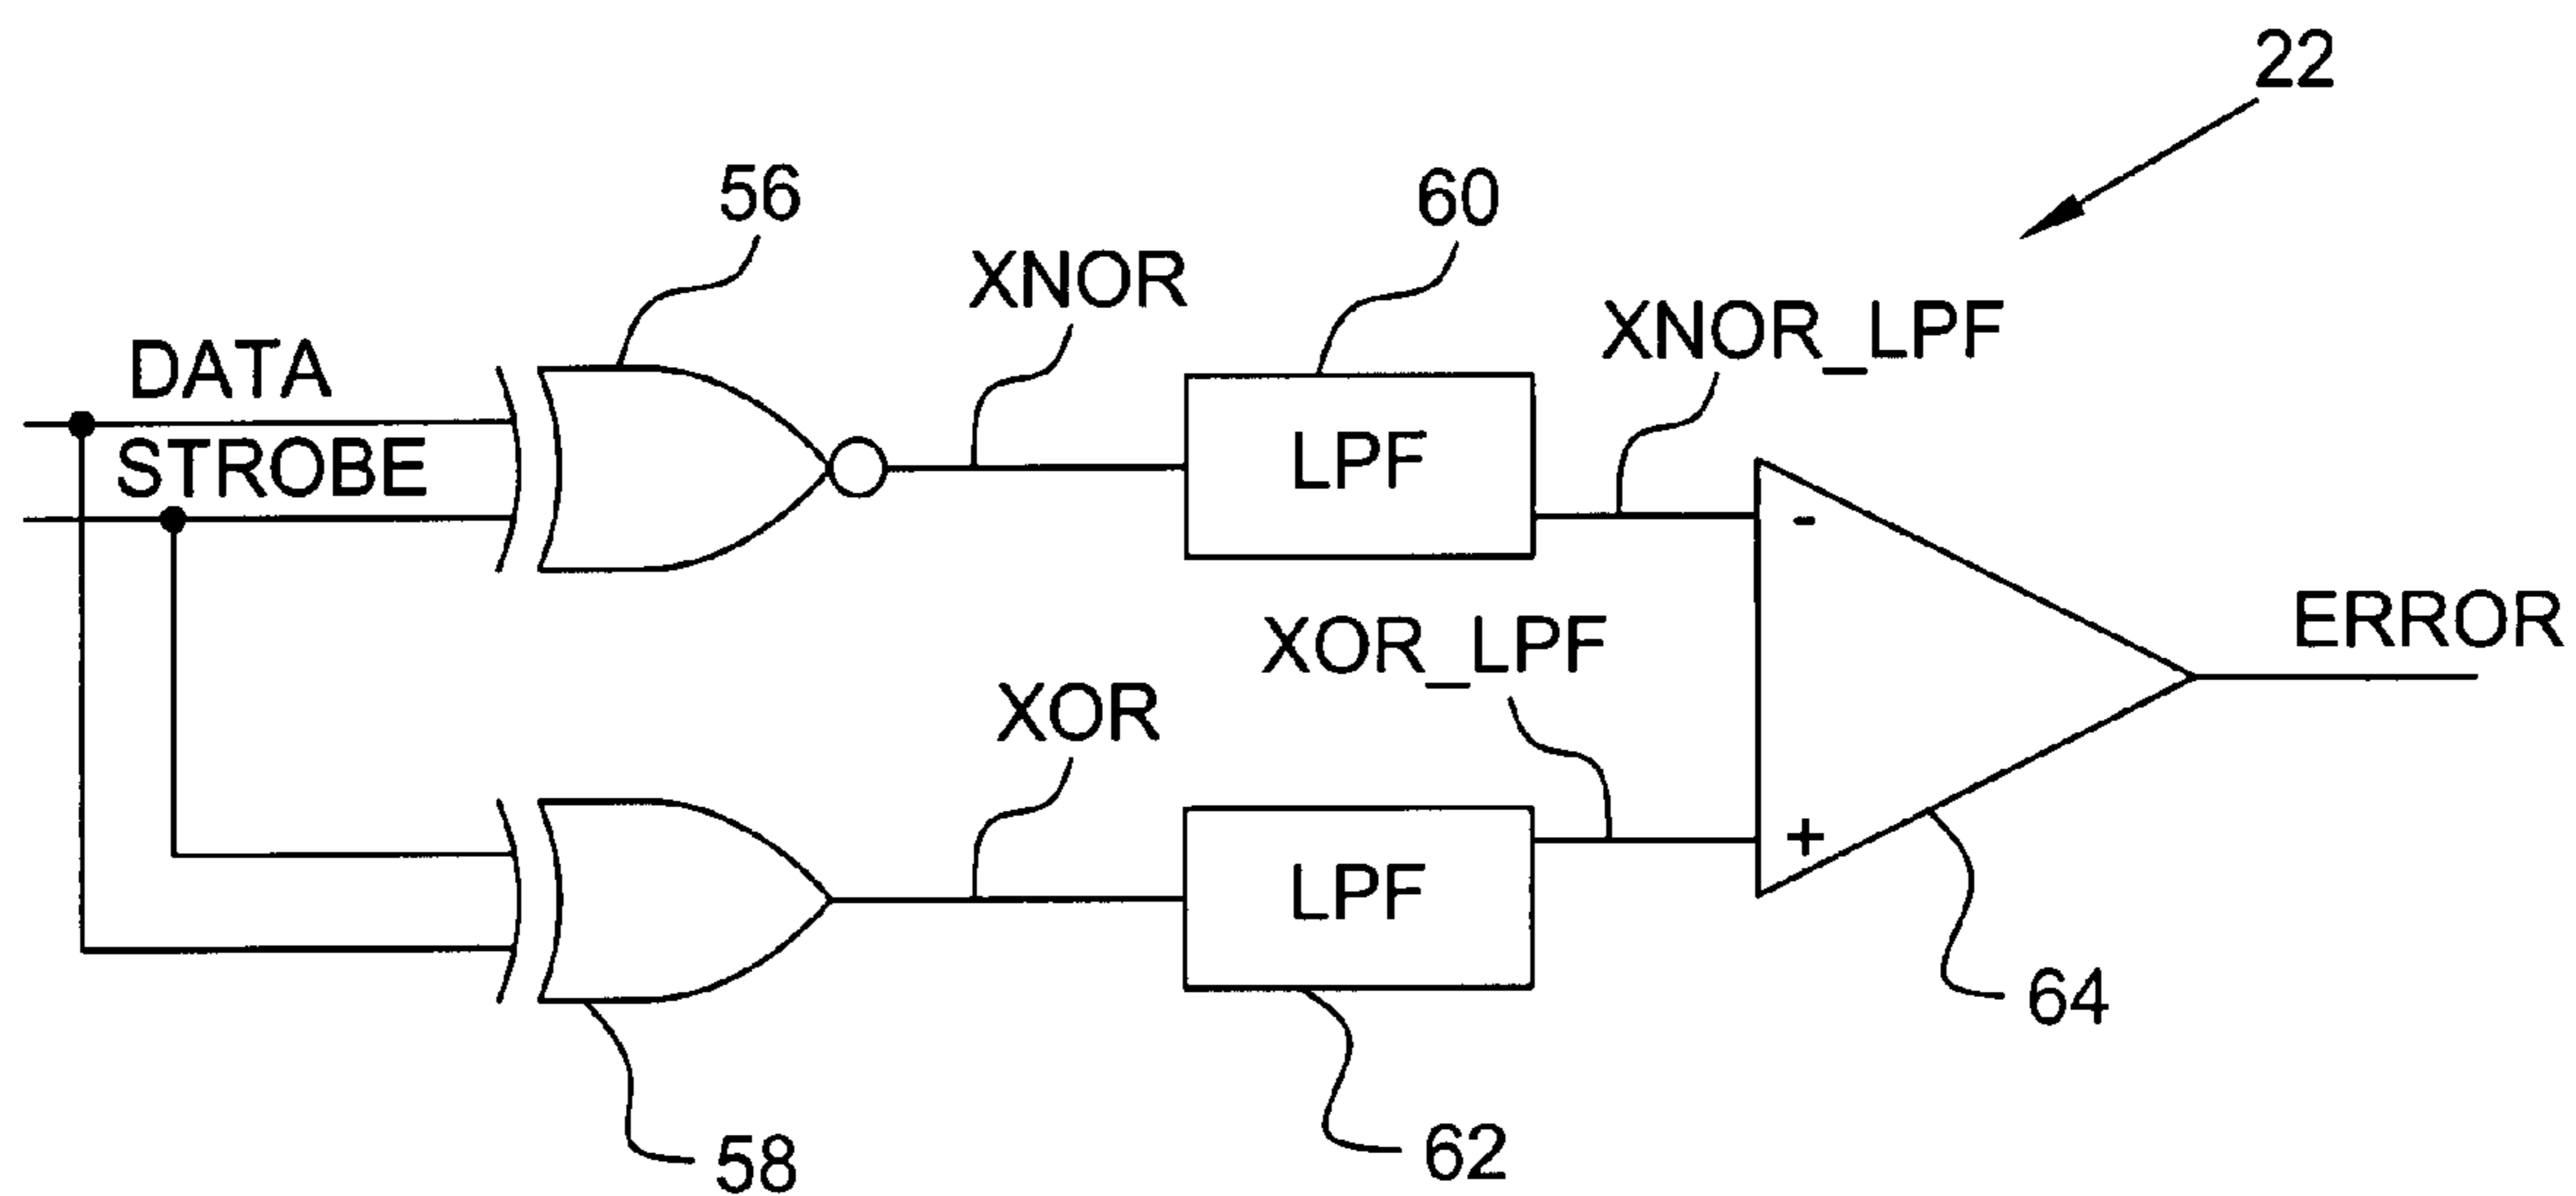 22
56
60
XNOR
XNOR_LPF
DATA
STROBE
LPF
-
ERROR
XOR_LPF
XOR
+
LPF
64
62
58